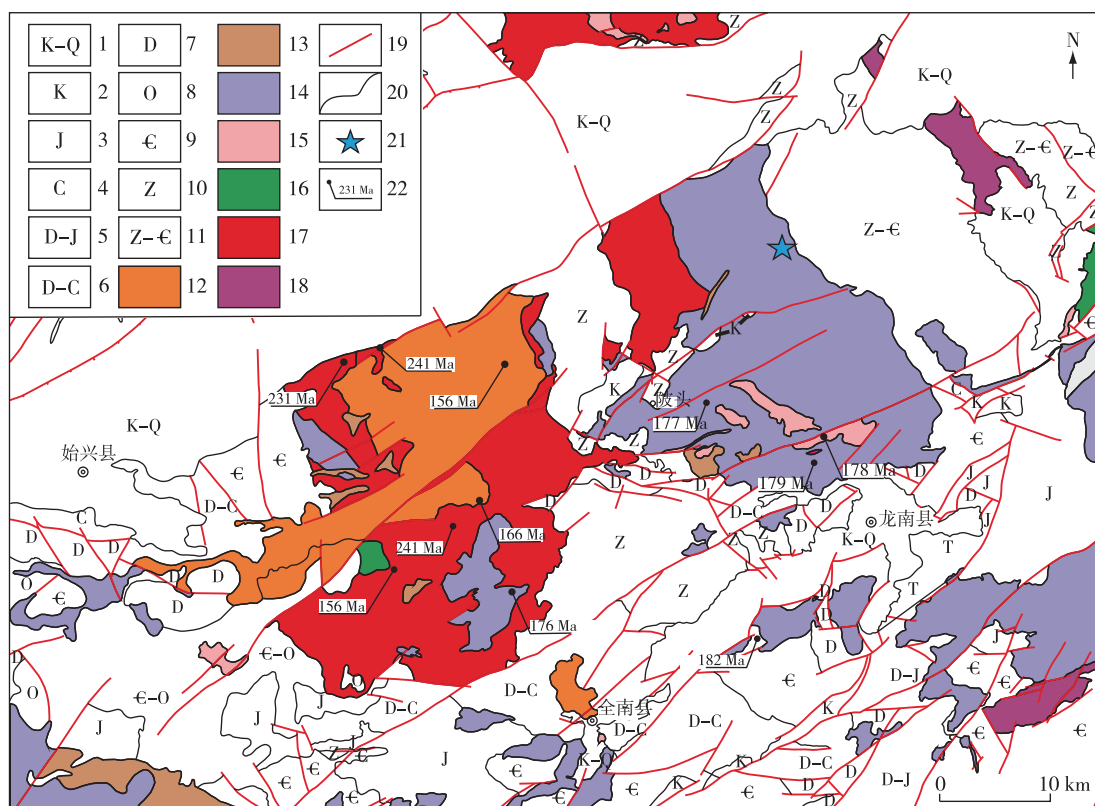 K-Q 1 D 7 13 19
K 2 O 8 14 20
J 3 Є 9 15 21
C 4 Z 10 16 231 Ma 22
D-J 5 Z-Є 11 17
D-C 6 12 18
N
Z
Z
K-Q
Z
Z
K-Q
Z-Є
Z-Є
Z
K-Q
Z-Є
Z
Z
Є
Z
K
241 Ma
231 Ma
156 Ma
Z
K
Z
陂头
177 Ma
C
K
K
K-Q
始兴县
Є
Є
Z
Z
Є
178 Ma
179 Ma
D
D
D
D
J
J
D
J
J
D-C
D
D-C
D
D
龙南县
C
D
D
D
166 Ma
241 Ma
Z
Z
Z
K-Q
T
O
Є
D
D
D
156 Ma
176 Ma
Z
D
D
T
182 Ma
D
J
D
Є-O
O
D-C
Є
D-J
Є
Є
O
Є-O
J
J
D-C
全南县
D-C
D-C
K
D
Є
J
J
Z-Є
J
Є
K-Q
D-C
D
Є
Є
Є
Є
K
K
D-C
D
D-J
0 10 km